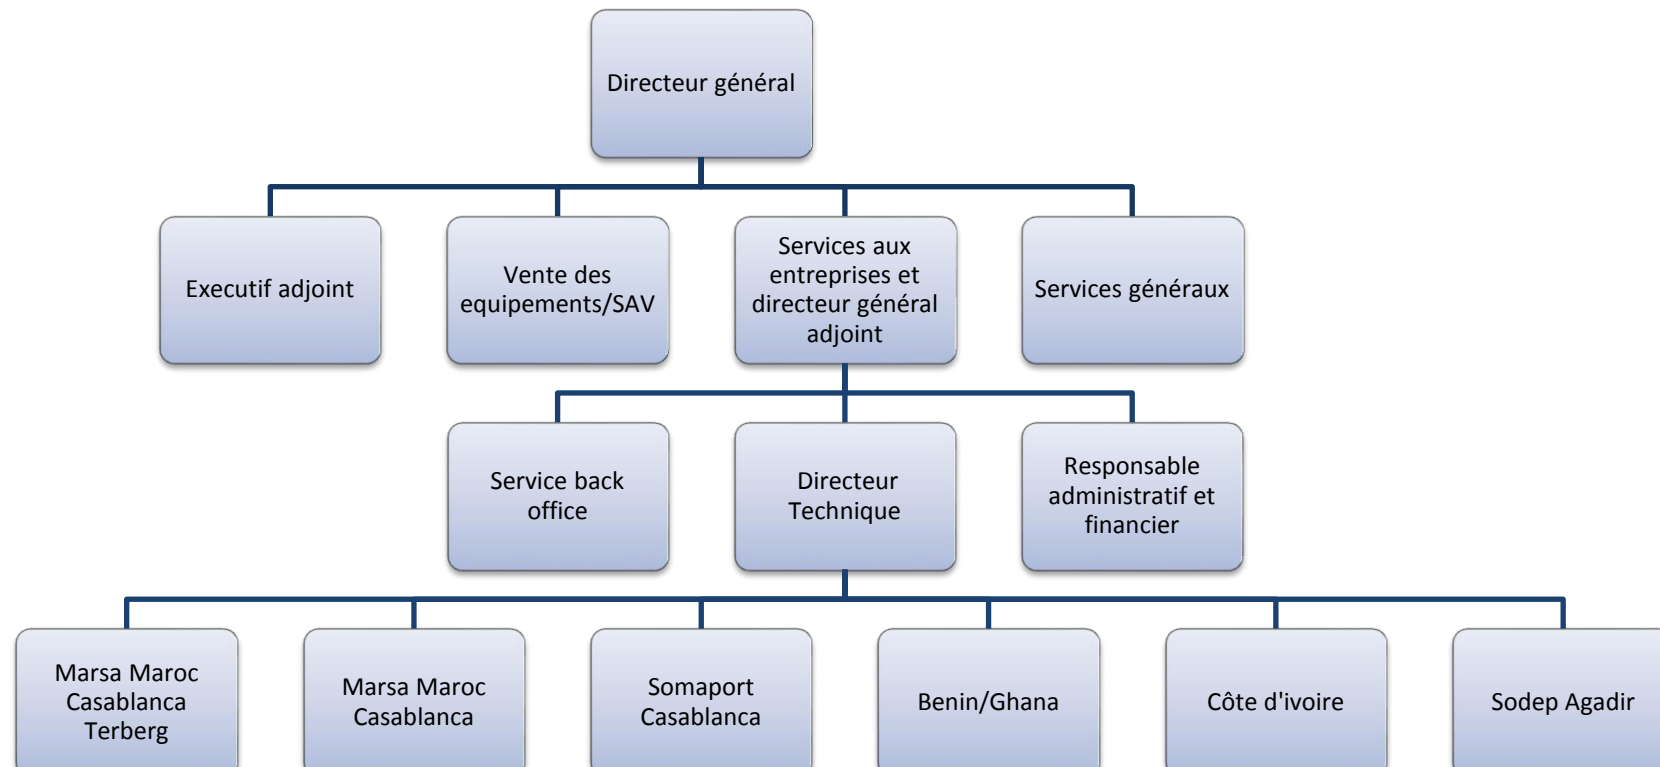 Directeur général
Executif adjoint
Vente des
equipements/SAV
Services aux
entreprises et
directeur général
adjoint
Services généraux
Service back
office
Directeur
Technique
Responsable
administratif et
financier
Marsa Maroc
Casablanca
Terberg
Marsa Maroc
Casablanca
Somaport
Casablanca
Benin/Ghana
Côte d'ivoire
Sodep Agadir